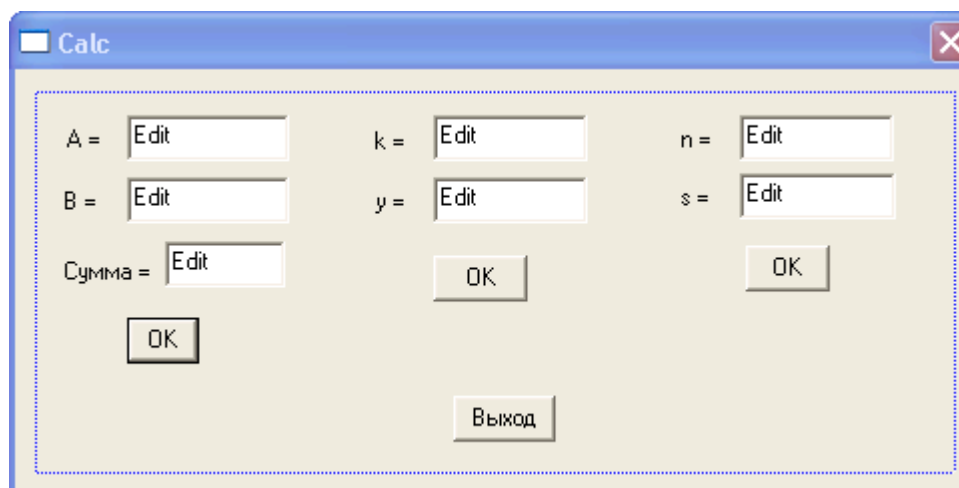 Calc
A = Edit k = Edit n = Edit
B = Edit y = Edit s = Edit
Сумма = Edit OK OK
OK
Выход